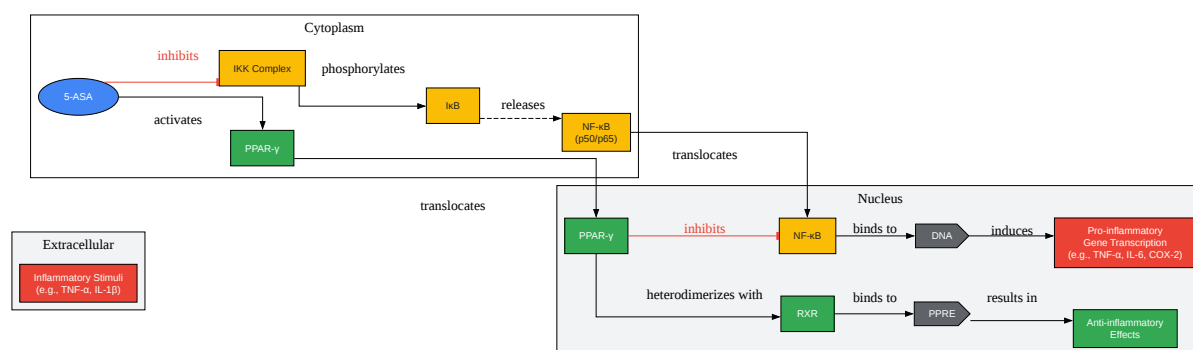 Cytoplasm
inhibits
IKK Complex
phosphorylates
5-ASA
activates
IκB
releases
NF-κB
(p50/p65)
PPAR-γ
translocates
translocates
Nucleus
PPAR-γ
inhibits
NF-κB
binds to
DNA
induces
Pro-inflammatory
Gene Transcription
(e.g., TNF-α, IL-6, COX-2)
Extracellular
Inflammatory Stimuli
(e.g., TNF-α, IL-1β)
heterodimerizes with
RXR
binds to
PPRE
results in
Anti-inflammatory
Effects